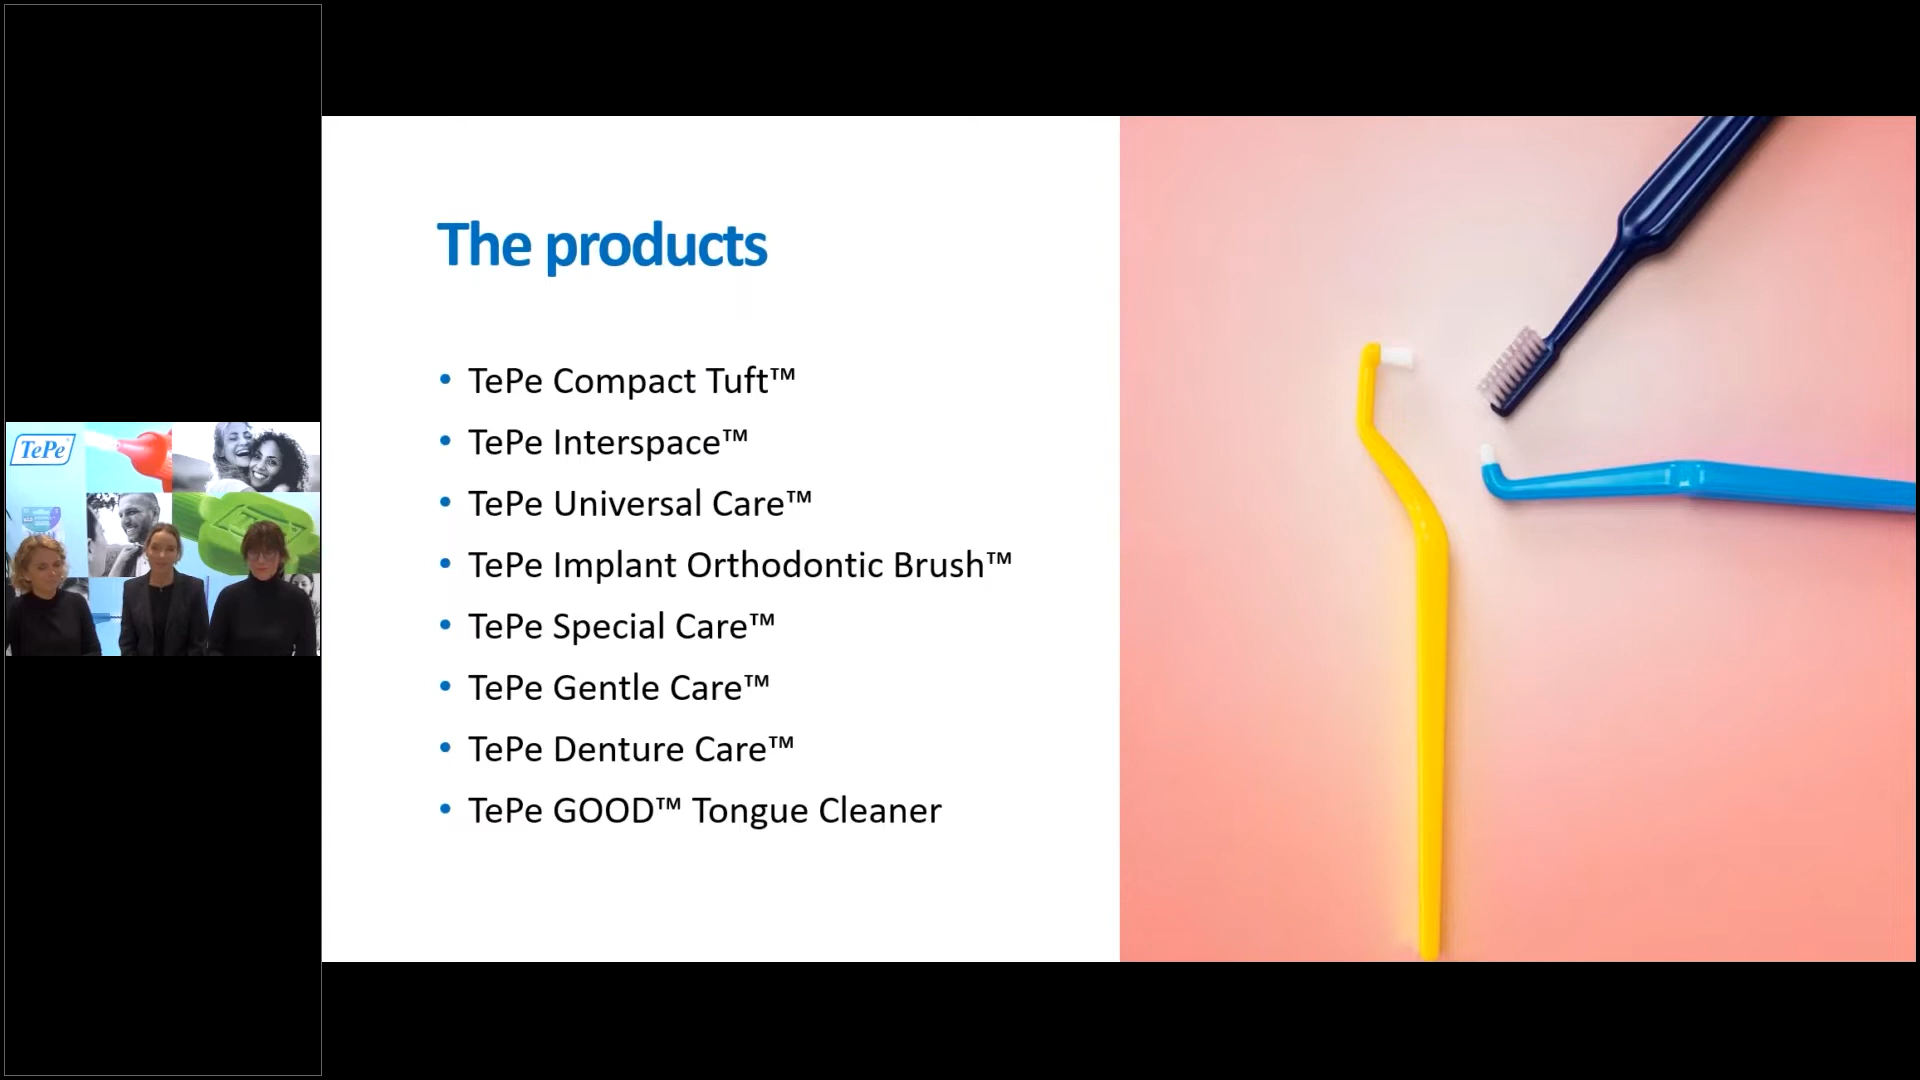 TePe
The products
• TePe Compact Tuft™
• TePe Interspace™
• TePe Universal Care™
• TePe Implant Orthodontic Brush™
• TePe Special Care™
• TePe Gentle Care™
• TePe Denture Care™
• TePe GOOD™ Tongue Cleaner